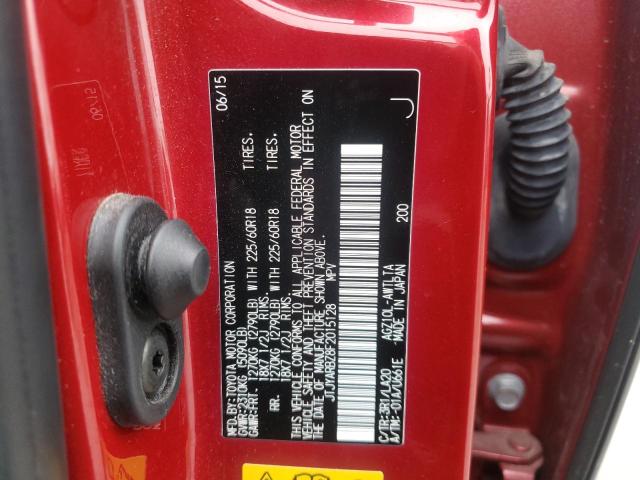 MFD.BY:TOYOTA MOTOR CORPORATION 06/15
GVWR:2310KG (5090LB)
GAWR:FRT. 1270KG (2790LB) WITH 225/60R18 TIRES.
18X7 1/2J RIMS.
RR. 1270KG (2790LB) WITH 225/60R18 TIRES.
18X7 1/2J RIMS.
THIS VEHICLE CONFORMS TO ALL APPLICABLE FEDERAL MOTOR
VEHICLE SAFETY AND THEFT PREVENTION STANDARDS IN EFFECT ON
THE DATE OF MANUFACTURE SHOWN ABOVE.
JTJYARBZ8F2015128 MPV
C/TR:3R1/LA20 AGZ10L-AWTLTA 200 J
A/TM:-01A/U661E MADE IN JAPAN